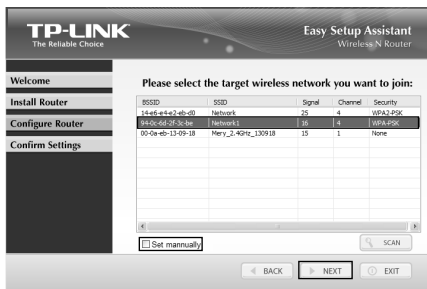 TP-LINK
The Reliable Choice
Easy Setup Assistant
Wireless N Router
Welcome
Install Router
Configure Router
Confirm Settings
Please select the target wireless network you want to join:
BSSID SSID Signal Channel Security
14-e6-e4-e2-eb-d0 Network 25 4 WPA2-PSK
94-0c-6d-2f-3c-be Network1 16 4 WPA-PSK
00-0a-eb-13-09-18 Mery_2.4GHz_130918 15 1 None
Set mannually
SCAN
BACK
NEXT
EXIT